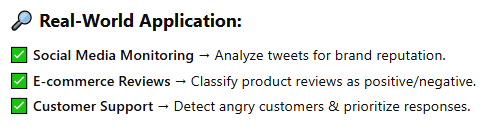 🔎 Real-World Application:
✅ Social Media Monitoring → Analyze tweets for brand reputation.
✅ E-commerce Reviews → Classify product reviews as positive/negative.
✅ Customer Support → Detect angry customers & prioritize responses.